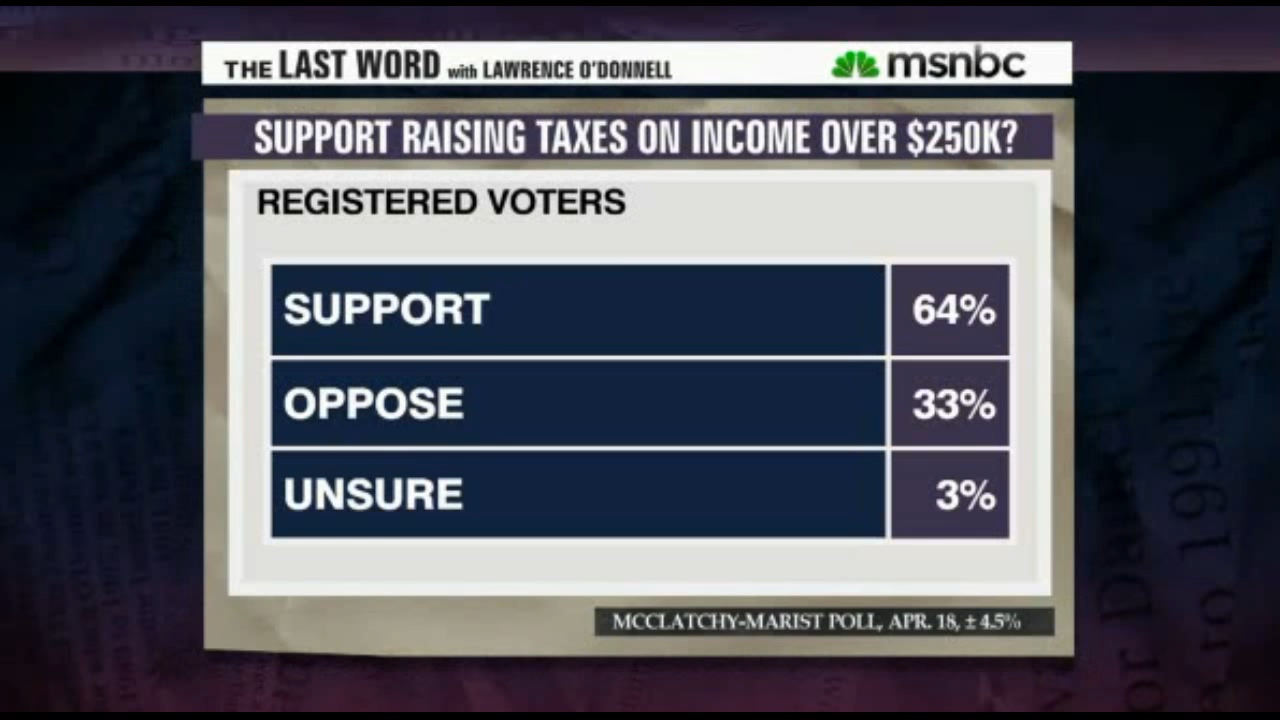 THE LAST WORD with LAWRENCE O'DONNELL
msnbc
SUPPORT RAISING TAXES ON INCOME OVER $250K?
REGISTERED VOTERS
SUPPORT 64%
OPPOSE 33%
UNSURE 3%
MCCLATCHY-MARIST POLL, APR. 18, ± 4.5%